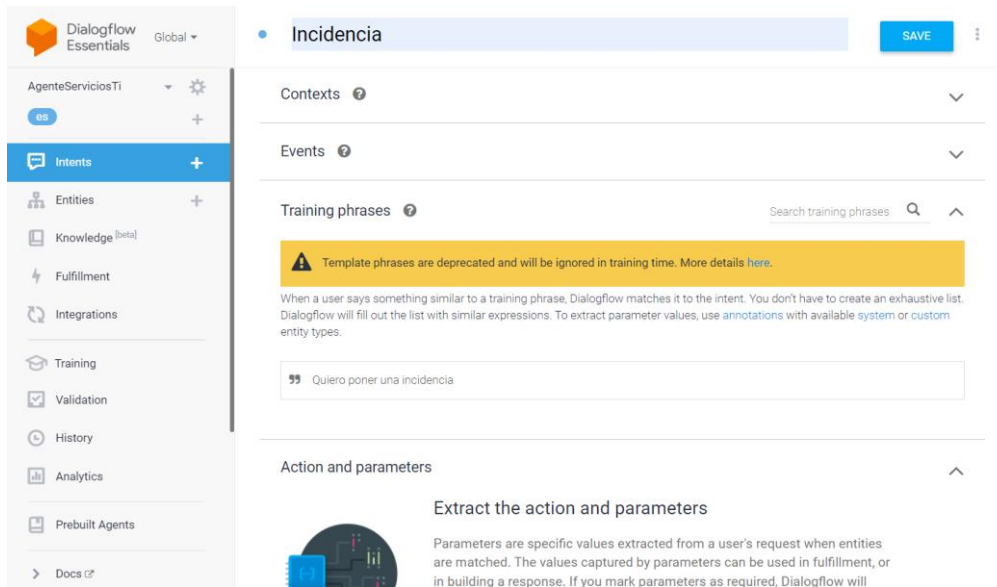 Dialogflow
Essentials
Global
Incidencia
SAVE
AgenteServiciosTi
es
Intents
Entities
Knowledge [beta]
Fulfillment
Integrations
Training
Validation
History
Analytics
Prebuilt Agents
Docs
Contexts
Events
Training phrases
Search training phrases
Template phrases are deprecated and will be ignored in training time. More details here.
When a user says something similar to a training phrase, Dialogflow matches it to the intent. You don't have to create an exhaustive list.
Dialogflow will fill out the list with similar expressions. To extract parameter values, use annotations with available system or custom
entity types.
Quiero poner una incidencia
Action and parameters
Extract the action and parameters
Parameters are specific values extracted from a user's request when entities
are matched. The values captured by parameters can be used in fulfillment, or
in building a response. If you mark parameters as required, Dialogflow will